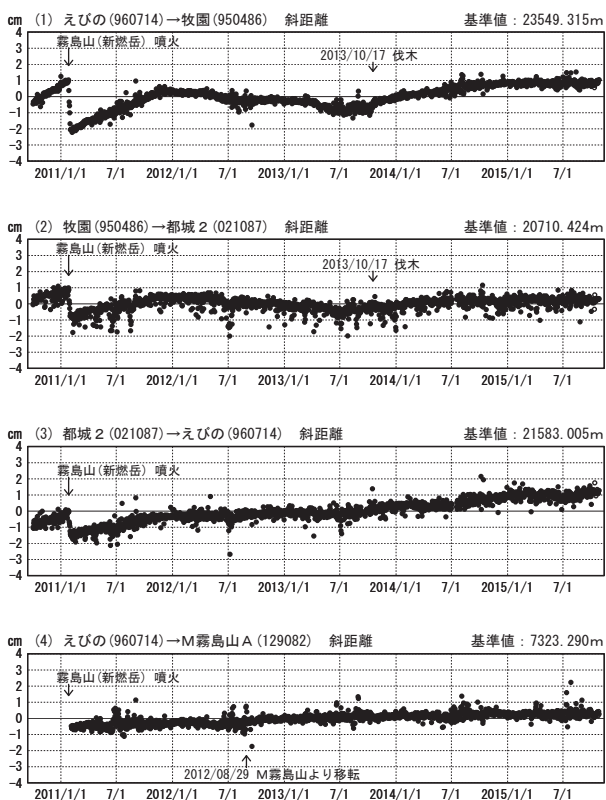 cm (1) えびの(960714)→牧園(950486) 斜距離 基準値:23549.315m
4
霧島山(新燃岳) 噴火
3
2013/10/17 伐木
2
1
0
-1
-2
-3
-4
2011/1/1 7/1 2012/1/1 7/1 2013/1/1 7/1 2014/1/1 7/1 2015/1/1 7/1
cm (2) 牧園(950486)→都城2(021087) 斜距離 基準値:20710.424m
4
霧島山(新燃岳) 噴火
3
2013/10/17 伐木
2
1
0
-1
-2
-3
-4
2011/1/1 7/1 2012/1/1 7/1 2013/1/1 7/1 2014/1/1 7/1 2015/1/1 7/1
cm (3) 都城2(021087)→えびの(960714) 斜距離 基準値:21583.005m
4
3
霧島山(新燃岳) 噴火
2
1
0
-1
-2
-3
-4
2011/1/1 7/1 2012/1/1 7/1 2013/1/1 7/1 2014/1/1 7/1 2015/1/1 7/1
cm (4) えびの(960714)→M霧島山A(129082) 斜距離 基準値:7323.290m
4
3
霧島山(新燃岳) 噴火
2
1
0
-1
-2
-3
2012/08/29 M霧島山より移転
-4
2011/1/1 7/1 2012/1/1 7/1 2013/1/1 7/1 2014/1/1 7/1 2015/1/1 7/1